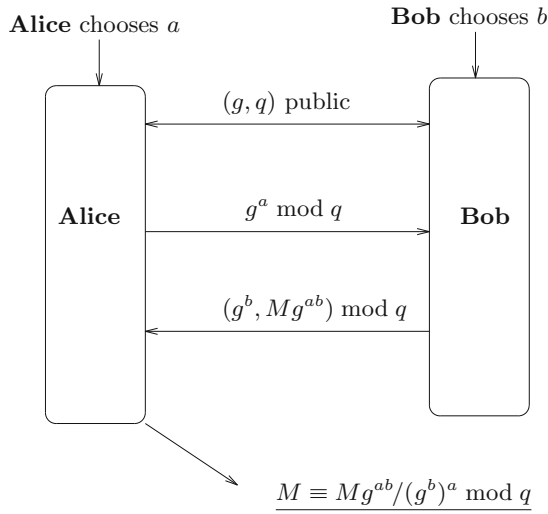 Alice chooses a
Bob chooses b
(g, q) public
Alice
g^a mod q
Bob
(g^b, Mg^{ab}) mod q
M ≡ Mg^{ab}/(g^b)^a mod q